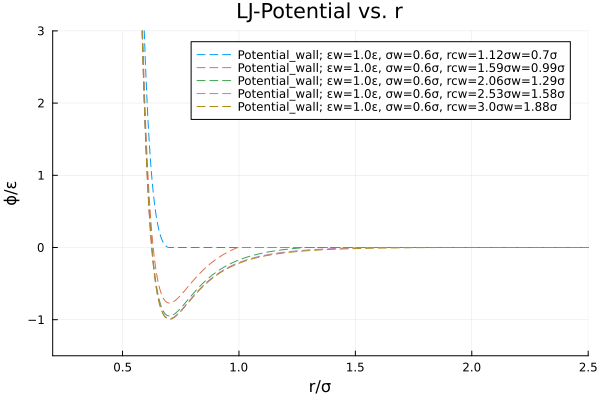 LJ-Potential vs. r
Potential_wall; εw=1.0ε, σw=0.6σ, rcw=1.12σw=0.7σ
Potential_wall; εw=1.0ε, σw=0.6σ, rcw=1.59σw=0.99σ
Potential_wall; εw=1.0ε, σw=0.6σ, rcw=2.06σw=1.29σ
Potential_wall; εw=1.0ε, σw=0.6σ, rcw=2.53σw=1.58σ
Potential_wall; εw=1.0ε, σw=0.6σ, rcw=3.0σw=1.88σ
ϕ/ε
3
2
1
0
−1
0.5 1.0 1.5 2.0 2.5
r/σ